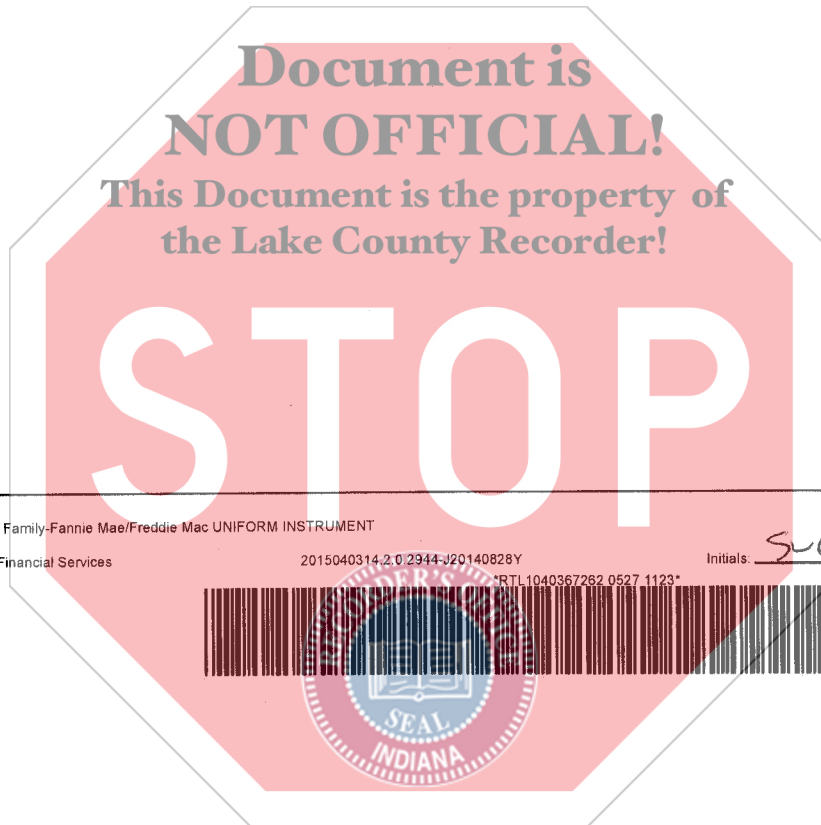 Document is
NOT OFFICIAL!
This Document is the property of
the Lake County Recorder!
STOP
Family-Fannie Mae/Freddie Mac UNIFORM INSTRUMENT
Financial Services 2015040314.2.0.2944-J20140828Y Initials:
*RTL1040367262 0527 1123*
RECORDER'S OFFICE
SEAL
INDIANA